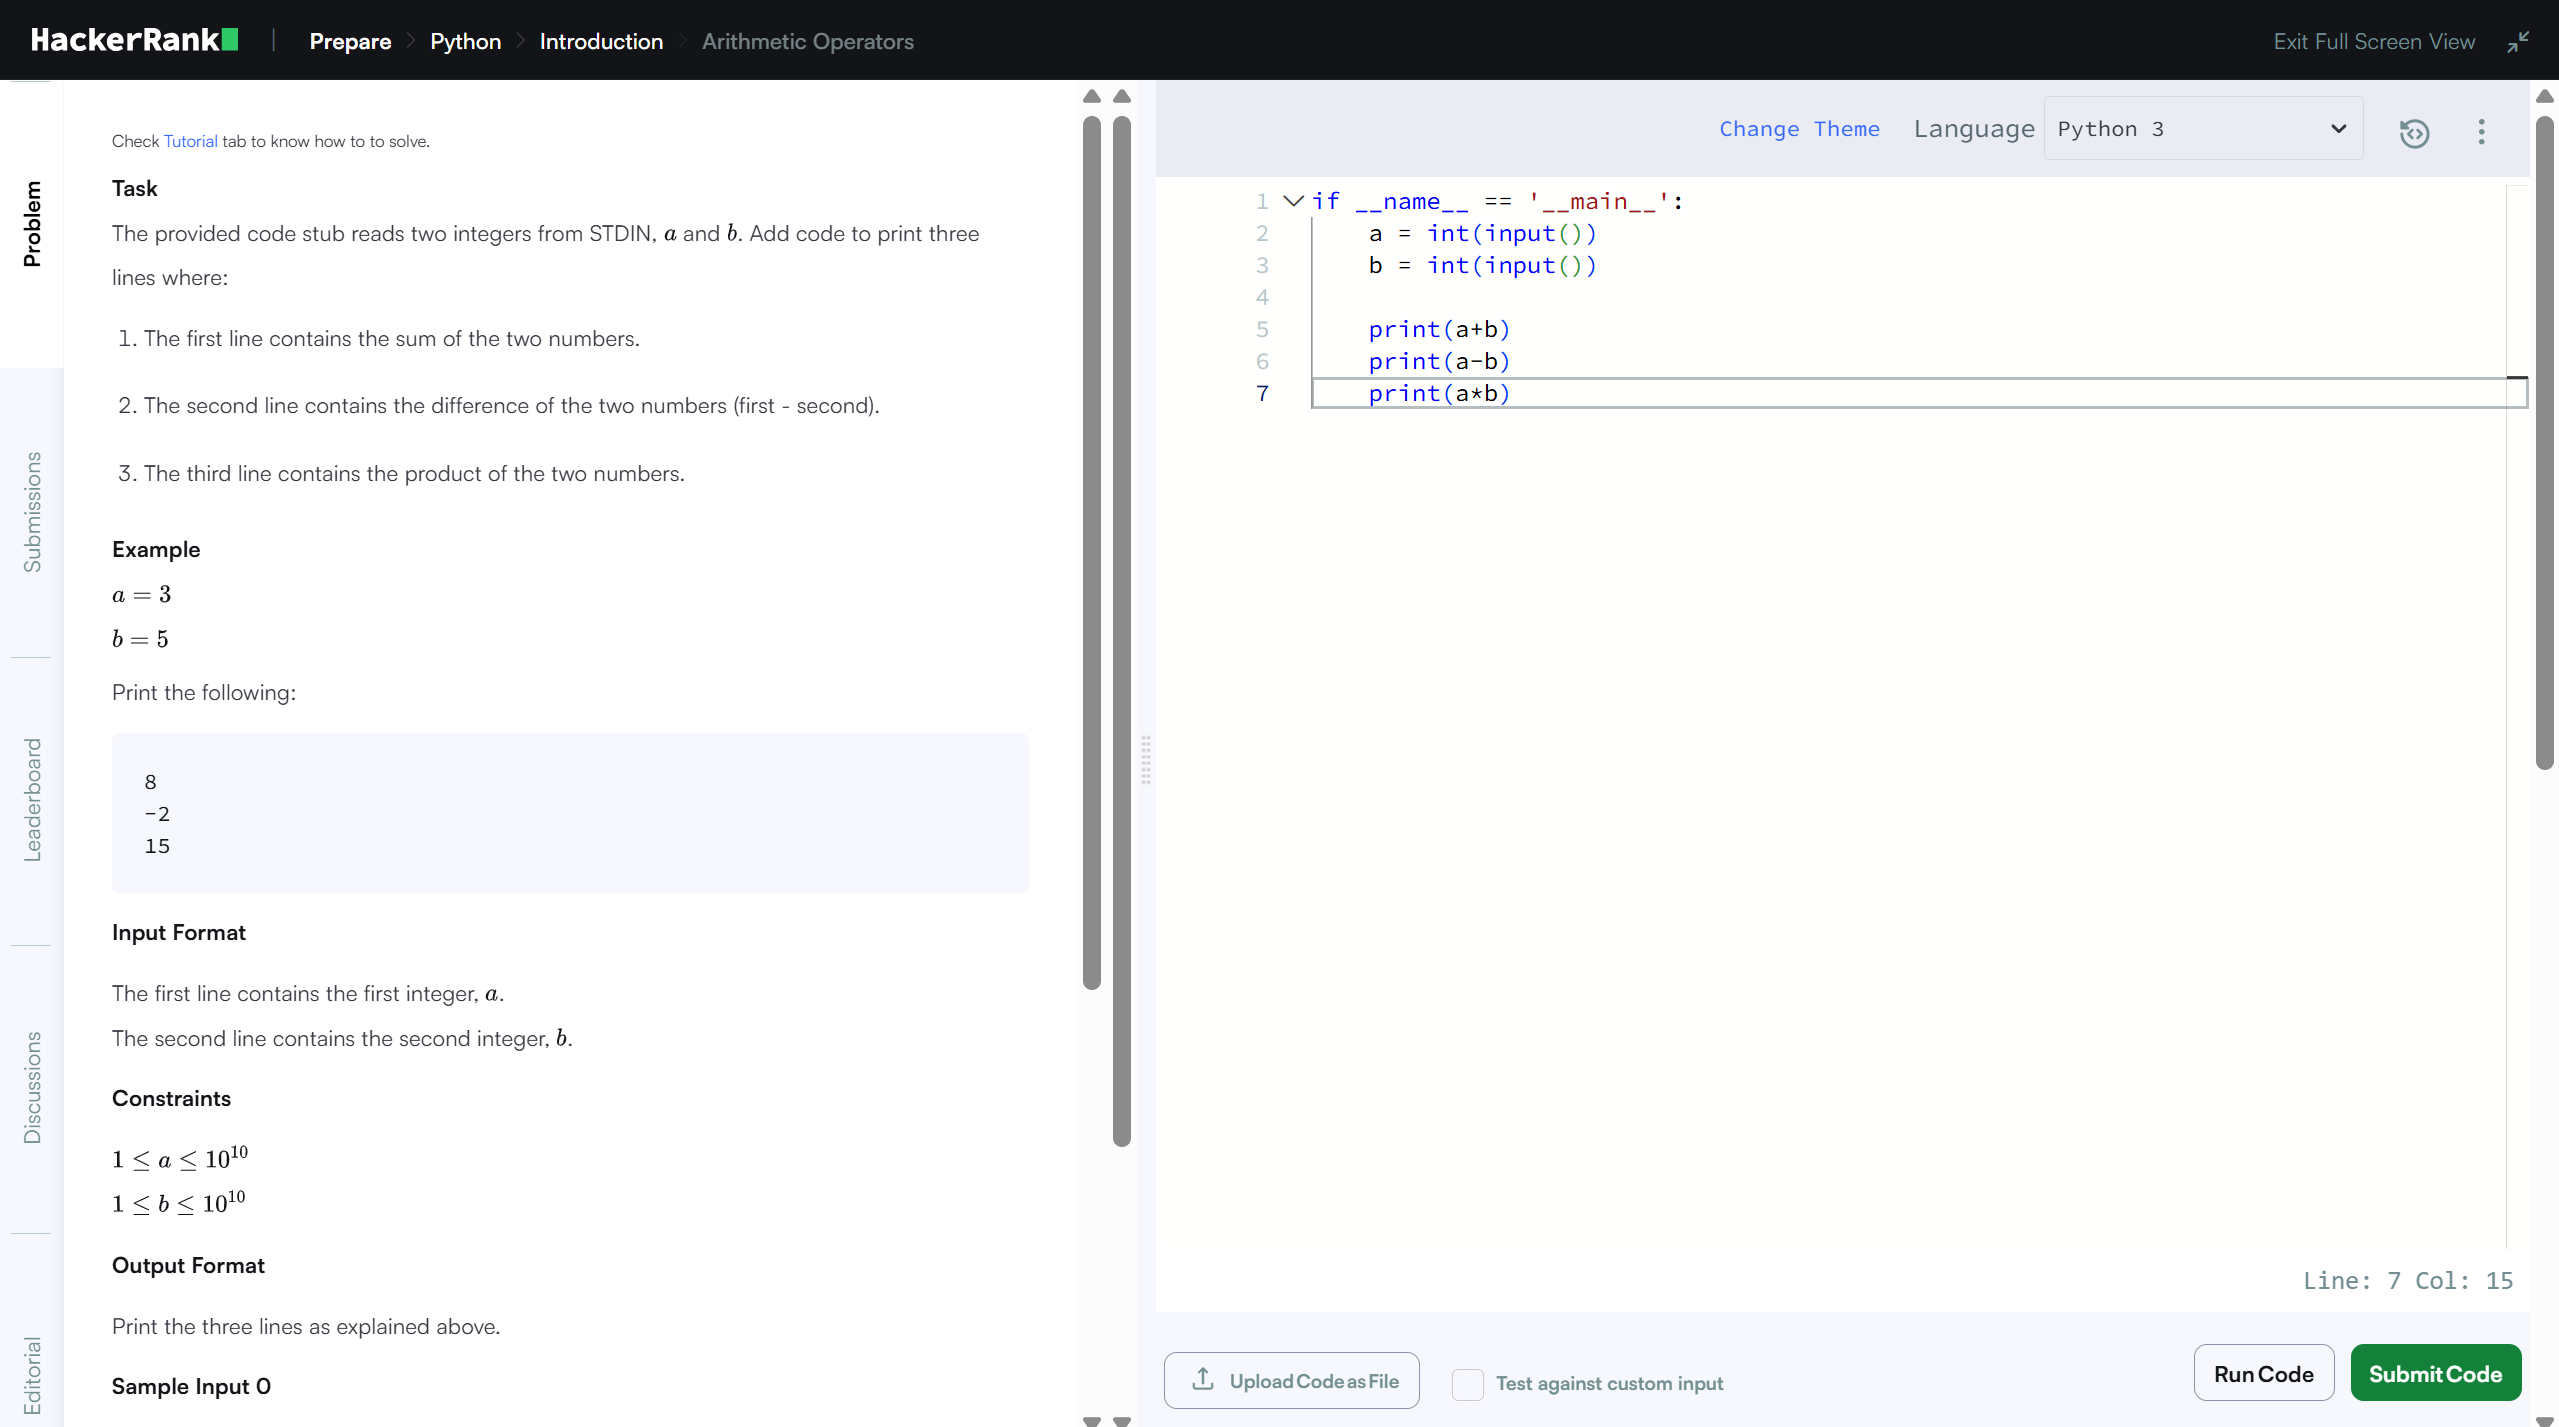 HackerRank
Prepare
Python
Introduction
Arithmetic Operators
Exit Full Screen View
Problem
Submissions
Leaderboard
Discussions
Editorial
Check Tutorial tab to know how to to solve.
Task
The provided code stub reads two integers from STDIN, a and b. Add code to print three
lines where:
1. The first line contains the sum of the two numbers.
2. The second line contains the difference of the two numbers (first - second).
3. The third line contains the product of the two numbers.
Example
a = 3
b = 5
Print the following:
8
-2
15
Input Format
The first line contains the first integer, a.
The second line contains the second integer, b.
Constraints
1 ≤ a ≤ 10^10
1 ≤ b ≤ 10^10
Output Format
Print the three lines as explained above.
Sample Input 0
Change Theme Language Python 3
1 if __name__ == '__main__':
2     a = int(input())
3     b = int(input())
4
5     print(a+b)
6     print(a-b)
7     print(a*b)
Line: 7 Col: 15
Upload Code as File
Test against custom input
Run Code
Submit Code